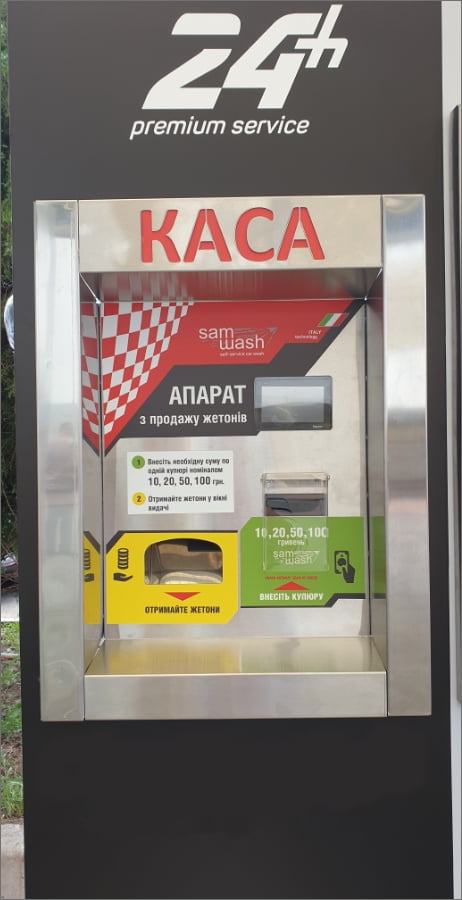 24h
premium service
КАСА
sam
wash
self service car wash
ITALY
technology
АПАРАТ
з продажу жетонів
1 Внесіть необхідну суму по
одній купюрі номіналом
10, 20, 50, 100 грн.
2 Отримайте жетони у вікні
видачі
10,20,50,100
гривень
sam
wash
ОТРИМАЙТЕ ЖЕТОНИ
ВНЕСІТЬ КУПЮРУ